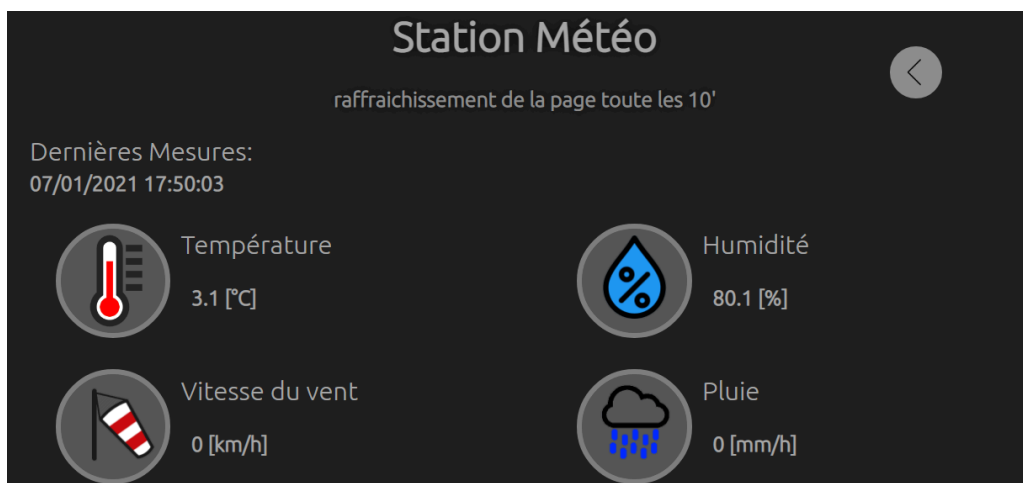 Station Météo
raffraichissement de la page toute les 10'
Dernières Mesures:
07/01/2021 17:50:03
Température
3.1 [°C]
Humidité
80.1 [%]
Vitesse du vent
0 [km/h]
Pluie
0 [mm/h]